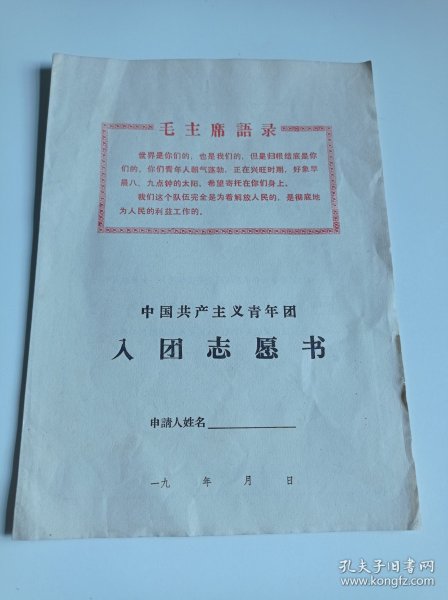 毛主席語录
世界是你们的，也是我们的，但是归根结底是你
们的。你们青年人朝气蓬勃，正在兴旺时期，好象早
晨八、九点钟的太阳。希望寄托在你们身上。
我们这个队伍完全是为着解放人民的，是彻底地
为人民的利益工作的。
中国共产主义青年团
入团志愿书
申請人姓名
一九 年 月 日
孔夫子旧书网
www.kongfz.com